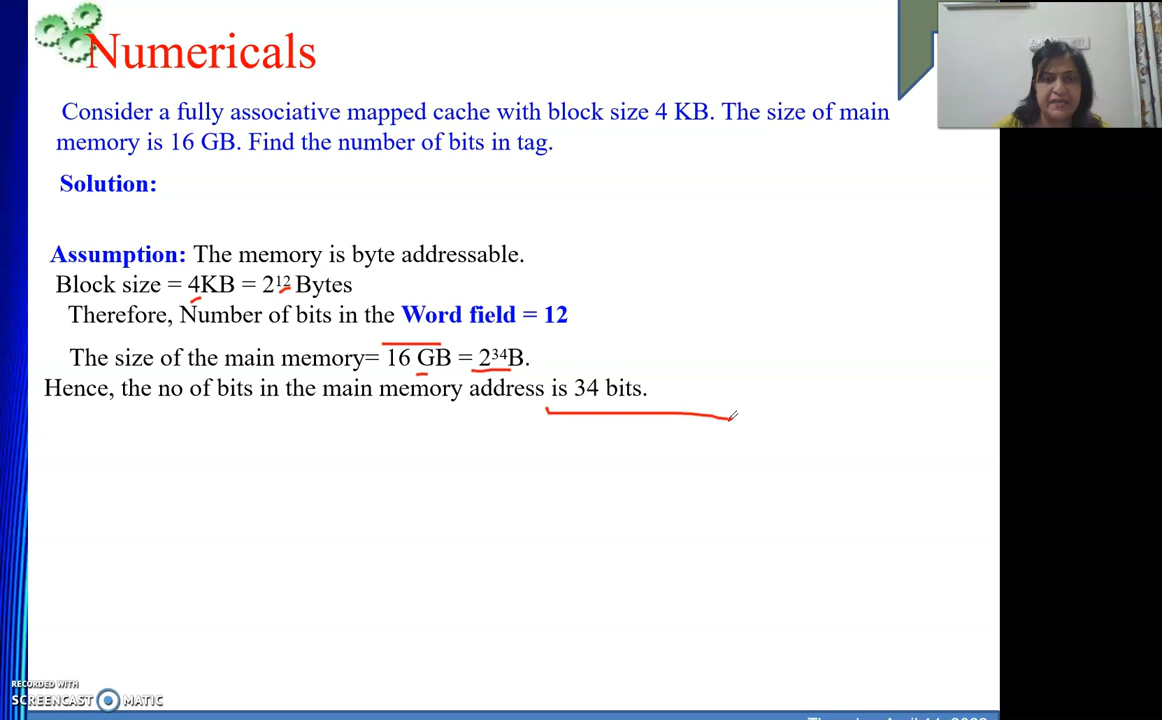 Numericals
Consider a fully associative mapped cache with block size 4 KB. The size of main
memory is 16 GB. Find the number of bits in tag.
Solution:
Assumption: The memory is byte addressable.
Block size = 4KB = 2¹² Bytes
Therefore, Number of bits in the Word field = 12
The size of the main memory= 16 GB = 2³⁴B.
Hence, the no of bits in the main memory address is 34 bits.
RECORDED WITH
SCREENCAST MATIC